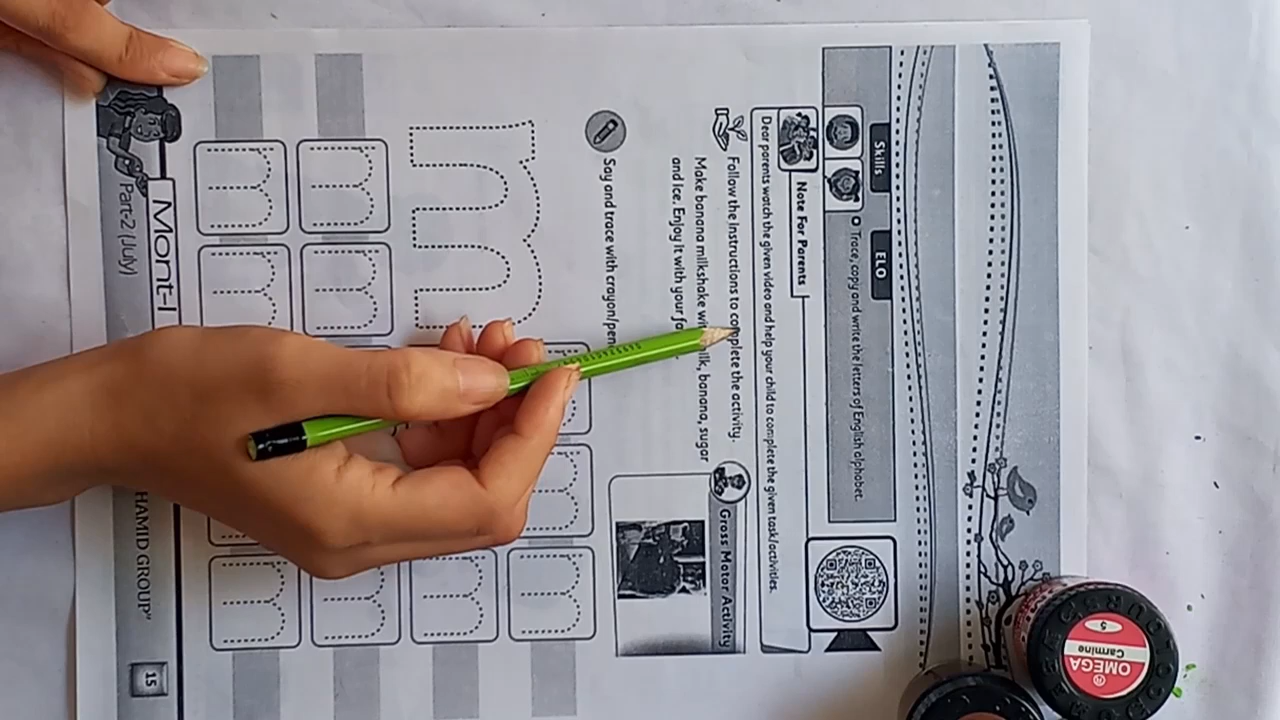 Skills
ELO
Trace, copy and write the letters of English alphabet.
Note For Parents
Dear parents watch the given video and help your child to complete the given task/activities.
Follow the instructions to complete the activity.
Make banana milkshake lk, banana, sugar
and ice. Enjoy it with your
Gross Motor Activity
Say and trace with crayon/pen
m
m m
m m
m
m m m m
Mont-I
Part-2 (July)
HAMID GROUP"
15
OMEGA
®
Carmine
5